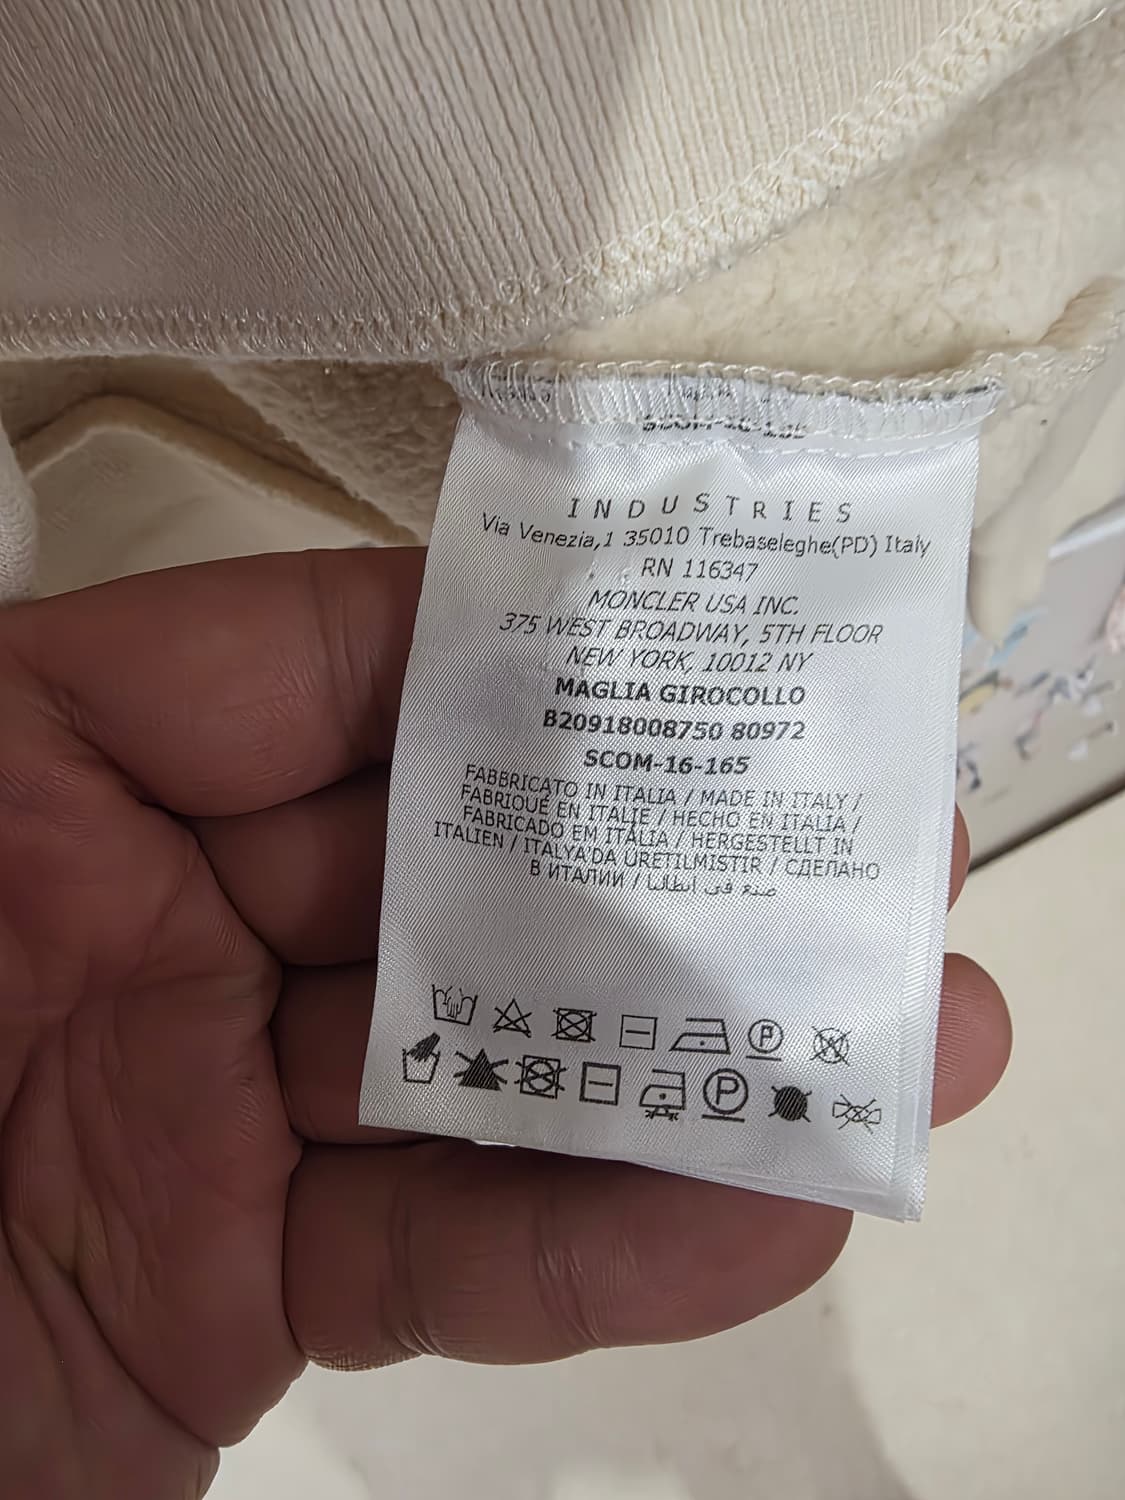 INDUSTRIES
Via Venezia,1 35010 Trebaseleghe(PD) Italy
RN 116347
MONCLER USA INC.
375 WEST BROADWAY, 5TH FLOOR
NEW YORK, 10012 NY
MAGLIA GIROCOLLO
B20918008750 80972
SCOM-16-165
FABBRICATO IN ITALIA / MADE IN ITALY /
FABRIQUÉ EN ITALIE / HECHO EN ITALIA /
FABRICADO EM ITÁLIA / HERGESTELLT IN
ITALIEN / ITALYA'DA ÜRETILMISTIR / СДЕЛАНО
В ИТАЛИИ / صنع في ايطاليا
P
P